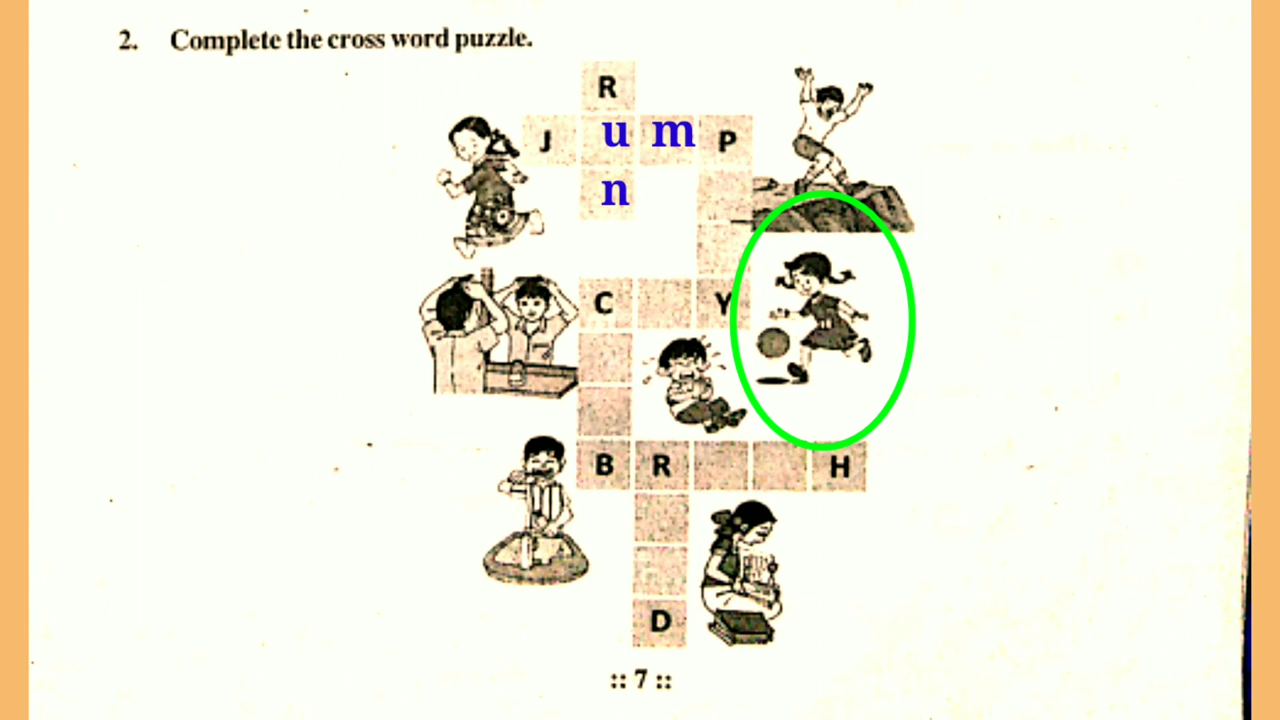 2. Complete the cross word puzzle.
R
J u m P
n
C Y
B R H
D
:: 7 ::